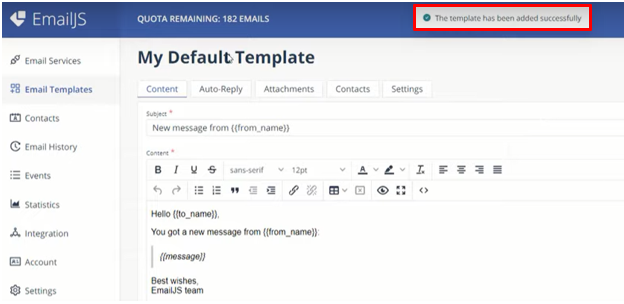 EmailJS
QUOTA REMAINING: 182 EMAILS
The template has been added successfully
My Default Template
Email Services
Email Templates
Contacts
Email History
Events
Statistics
Integration
Account
Settings
Content
Auto-Reply
Attachments
Contacts
Settings
Subject *
New message from {{from_name}}
Content *
B I U S sans-serif 12pt A
Hello {{to_name}},
You got a new message from {{from_name}}:
{{message}}
Best wishes,
EmailJS team